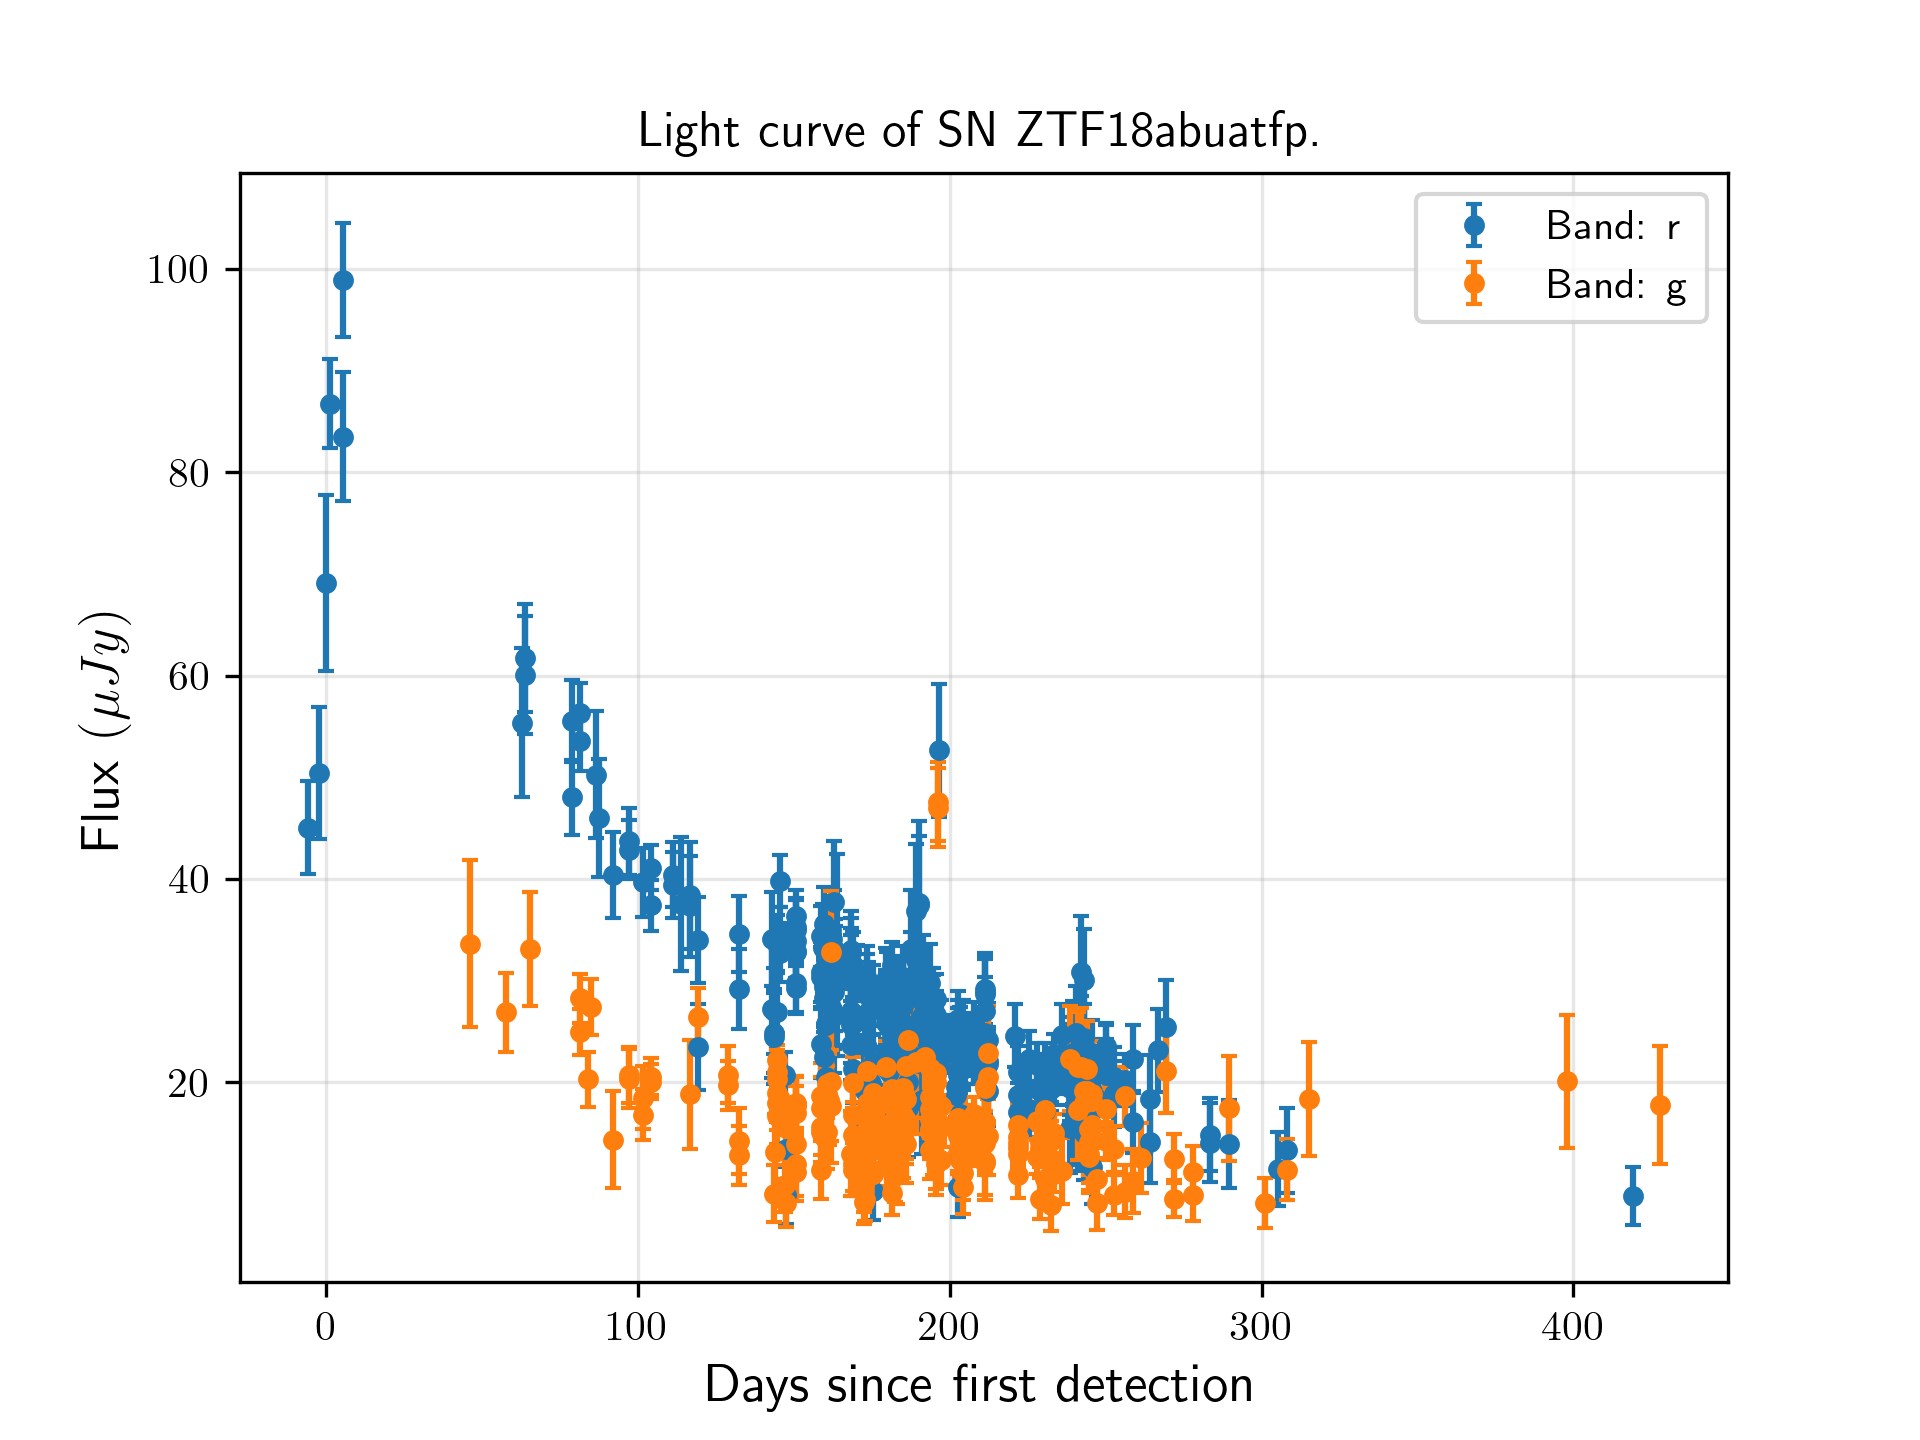 Light curve of SN ZTF18abuatfp.
Band: r
Band: g
100
80
60
40
20
Flux (μJy)
0 100 200 300 400
Days since first detection